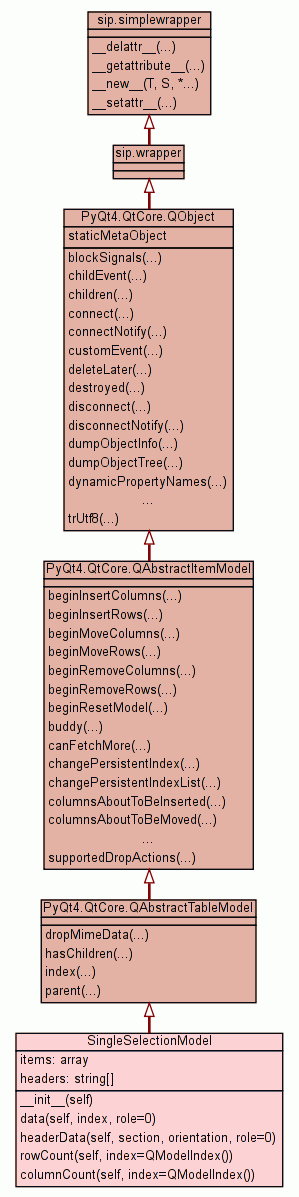 sip.simplewrapper
__delattr__(...)
__getattribute__(...)
__new__(T, S, *...)
__setattr__(...)
sip.wrapper
PyQt4.QtCore.QObject
staticMetaObject
blockSignals(...)
childEvent(...)
children(...)
connect(...)
connectNotify(...)
customEvent(...)
deleteLater(...)
destroyed(...)
disconnect(...)
disconnectNotify(...)
dumpObjectInfo(...)
dumpObjectTree(...)
dynamicPropertyNames(...)
...
trUtf8(...)
PyQt4.QtCore.QAbstractItemModel
beginInsertColumns(...)
beginInsertRows(...)
beginMoveColumns(...)
beginMoveRows(...)
beginRemoveColumns(...)
beginRemoveRows(...)
beginResetModel(...)
buddy(...)
canFetchMore(...)
changePersistentIndex(...)
changePersistentIndexList(...)
columnsAboutToBeInserted(...)
columnsAboutToBeMoved(...)
...
supportedDropActions(...)
PyQt4.QtCore.QAbstractTableModel
dropMimeData(...)
hasChildren(...)
index(...)
parent(...)
SingleSelectionModel
items: array
headers: string[]
__init__(self)
data(self, index, role=0)
headerData(self, section, orientation, role=0)
rowCount(self, index=QModelIndex())
columnCount(self, index=QModelIndex())